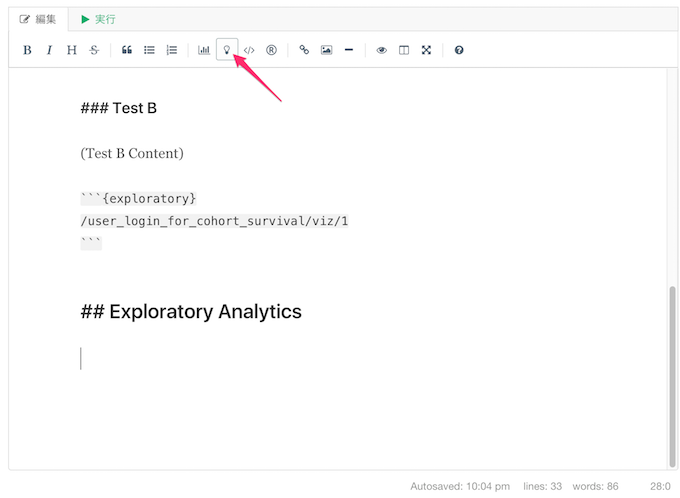 編集 実行
B I H S </> R
### Test B
(Test B Content)
```{exploratory}
/user_login_for_cohort_survival/viz/1
```
## Exploratory Analytics
Autosaved: 10:04 pm lines: 33 words: 86 28:0